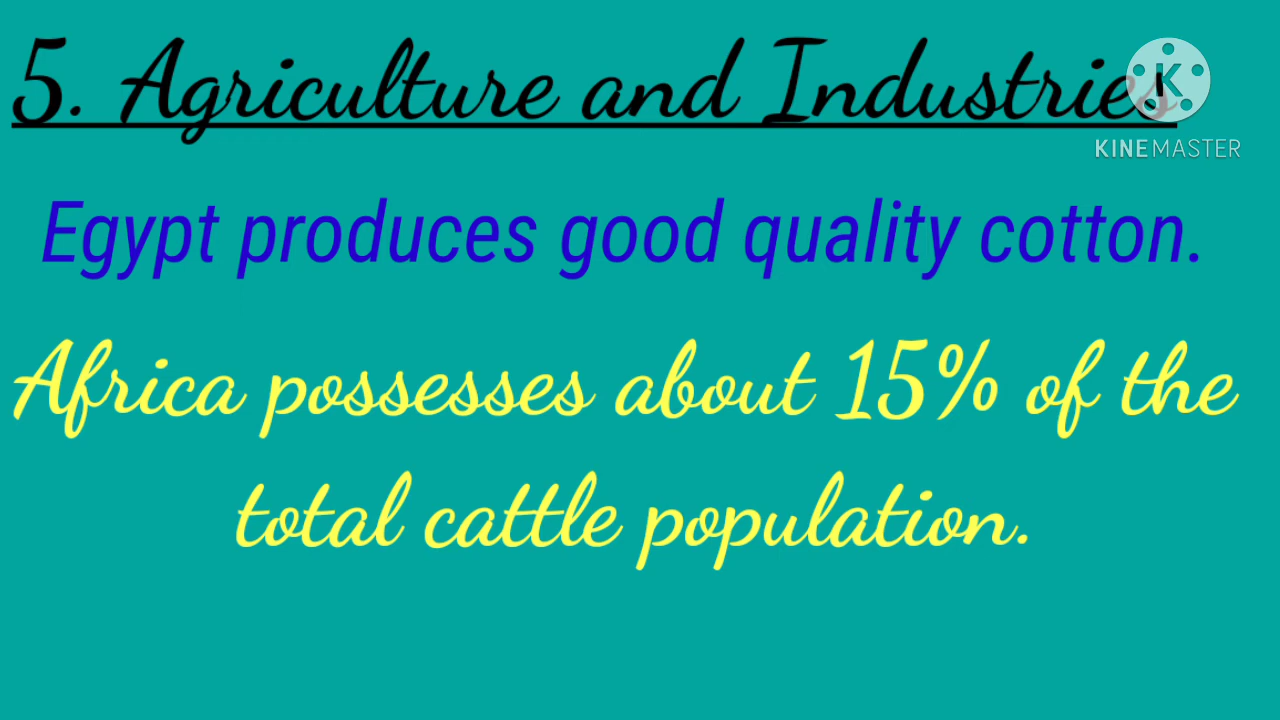 5. Agriculture and Industries
KINEMASTER
Egypt produces good quality cotton.
Africa possesses about 15% of the
total cattle population.